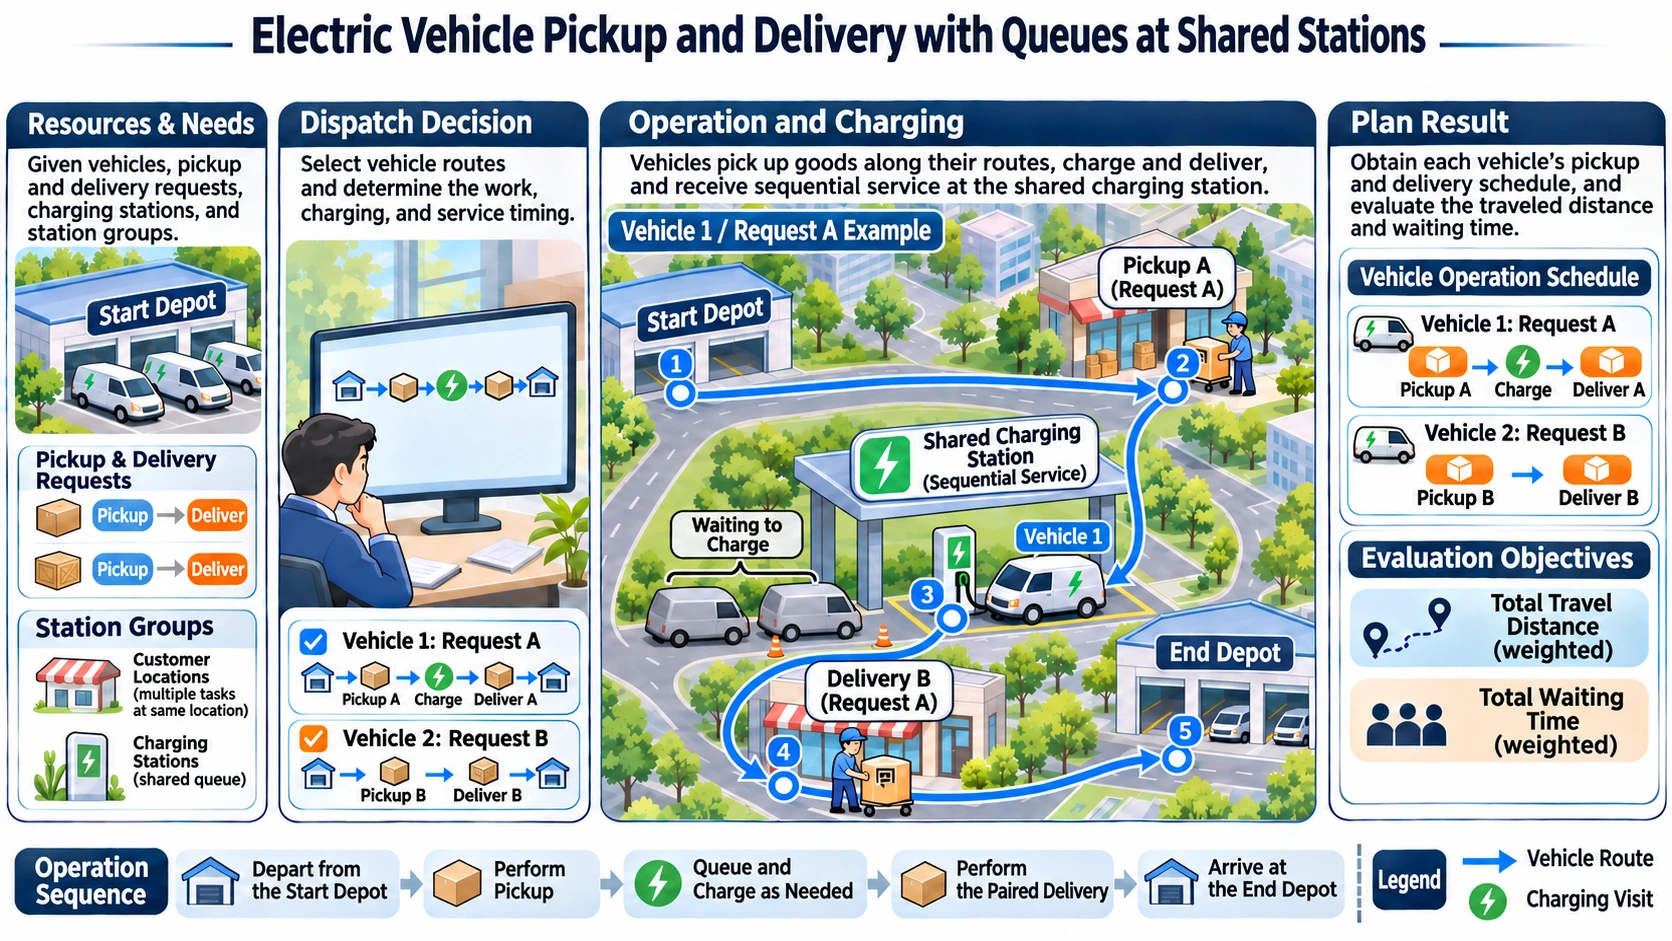 Electric Vehicle Pickup and Delivery with Queues at Shared Stations
Resources & Needs
Given vehicles, pickup
and delivery requests,
charging stations, and
station groups.
Start Depot
Pickup & Delivery
Requests
Pickup
Deliver
Pickup
Deliver
Station Groups
Customer
Locations
(multiple tasks
at same location)
Charging
Stations
(shared queue)
Dispatch Decision
Select vehicle routes
and determine the work,
charging, and service timing.
Vehicle 1: Request A
Pickup A
Charge
Deliver A
Vehicle 2: Request B
Pickup B
Deliver B
Operation and Charging
Vehicles pick up goods along their routes, charge and deliver,
and receive sequential service at the shared charging station.
Vehicle 1 / Request A Example
Start Depot
1
Pickup A
(Request A)
2
Shared Charging
Station
(Sequential Service)
Waiting to
Charge
Vehicle 1
3
Delivery B
(Request A)
4
End Depot
5
Plan Result
Obtain each vehicle's pickup
and delivery schedule, and
evaluate the traveled distance
and waiting time.
Vehicle Operation Schedule
Vehicle 1: Request A
Pickup A
Charge
Deliver A
Vehicle 2: Request B
Pickup B
Deliver B
Evaluation Objectives
Total Travel
Distance
(weighted)
Total Waiting
Time
(weighted)
Operation
Sequence
Depart from
the Start Depot
Perform
Pickup
Queue and
Charge as Needed
Perform
the Paired Delivery
Arrive at
the End Depot
Legend
Vehicle Route
Charging Visit